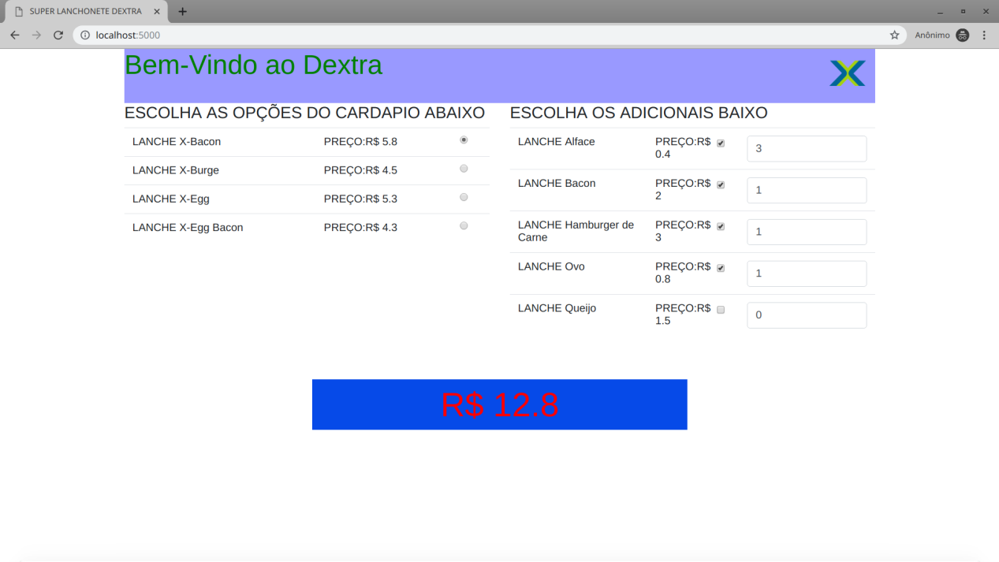 SUPER LANCHONETE DEXTRA
localhost:5000
Anônimo
Bem-Vindo ao Dextra
ESCOLHA AS OPÇÕES DO CARDAPIO ABAIXO
LANCHE X-Bacon PREÇO:R$ 5.8
LANCHE X-Burge PREÇO:R$ 4.5
LANCHE X-Egg PREÇO:R$ 5.3
LANCHE X-Egg Bacon PREÇO:R$ 4.3
ESCOLHA OS ADICIONAIS BAIXO
LANCHE Alface PREÇO:R$ 3
0.4
LANCHE Bacon PREÇO:R$ 1
2
LANCHE Hamburger de PREÇO:R$ 1
Carne 3
LANCHE Ovo PREÇO:R$ 1
0.8
LANCHE Queijo PREÇO:R$ 0
1.5
R$ 12.8